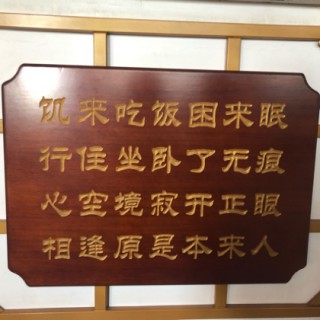 饥来吃饭困来眠
行住坐卧了无痕
心空境寂开正眼
相逢原是本来人